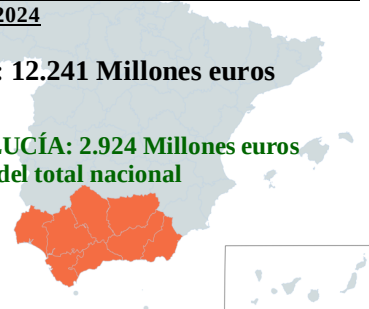 2024
: 12.241 Millones euros
LUCÍA: 2.924 Millones euros
del total nacional